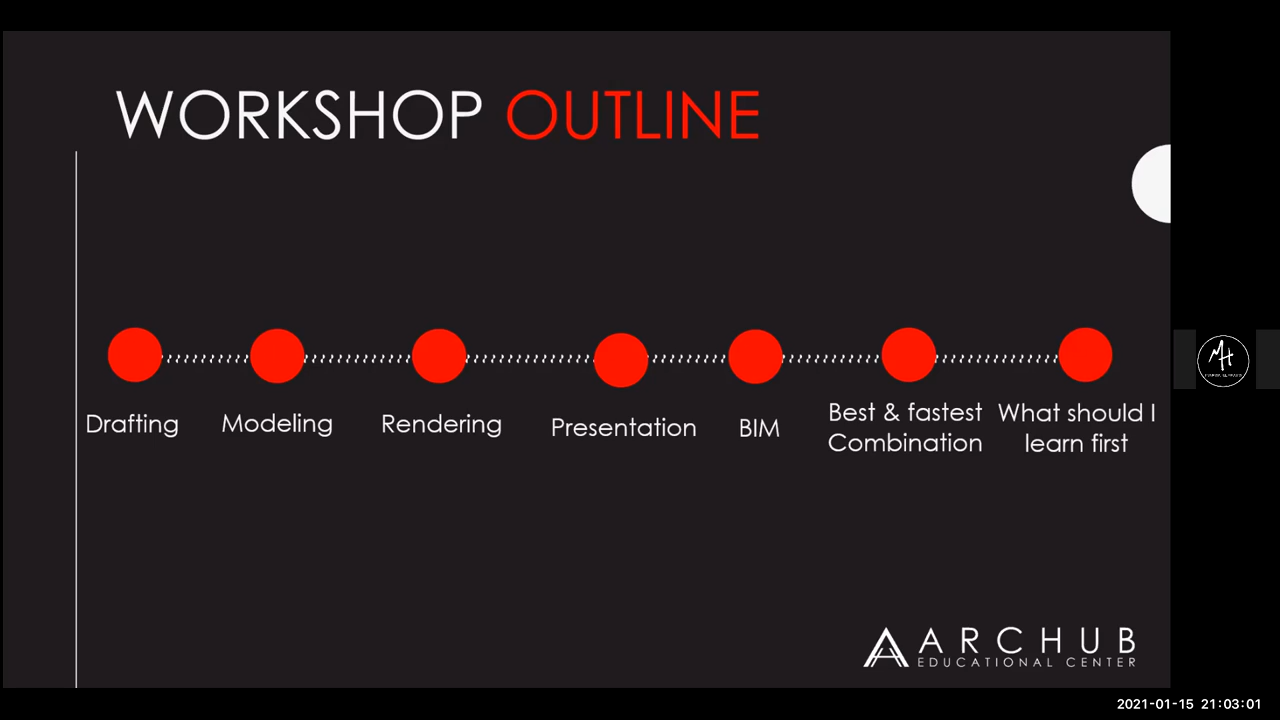 WORKSHOP OUTLINE
Drafting
Modeling
Rendering
Presentation
BIM
Best & fastest
Combination
What should I
learn first
MH
ARCHUB
EDUCATIONAL CENTER
2021-01-15 21:03:01